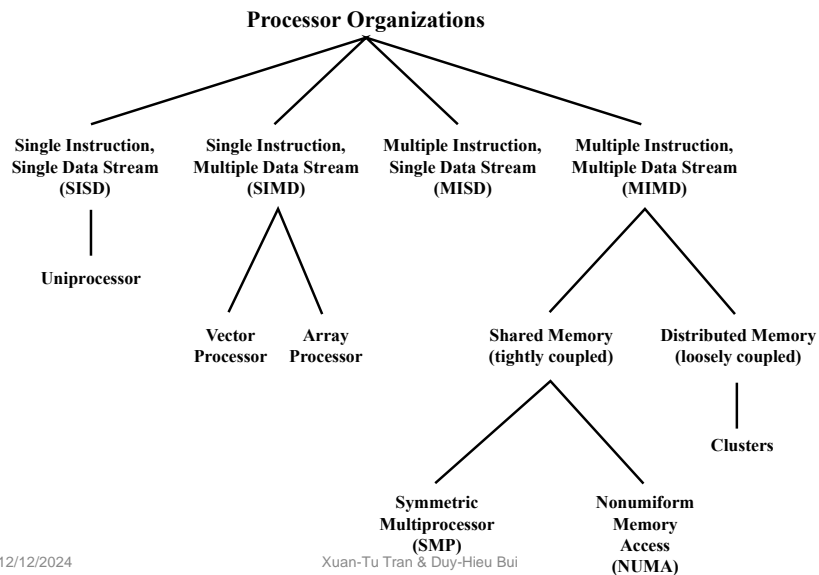 Processor Organizations
Single Instruction,
Single Data Stream
(SISD)
Single Instruction,
Multiple Data Stream
(SIMD)
Multiple Instruction,
Single Data Stream
(MISD)
Multiple Instruction,
Multiple Data Stream
(MIMD)
Uniprocessor
Vector
Processor
Array
Processor
Shared Memory
(tightly coupled)
Distributed Memory
(loosely coupled)
Clusters
Symmetric
Multiprocessor
(SMP)
Nonumiform
Memory
Access
(NUMA)
12/12/2024
Xuan-Tu Tran & Duy-Hieu Bui